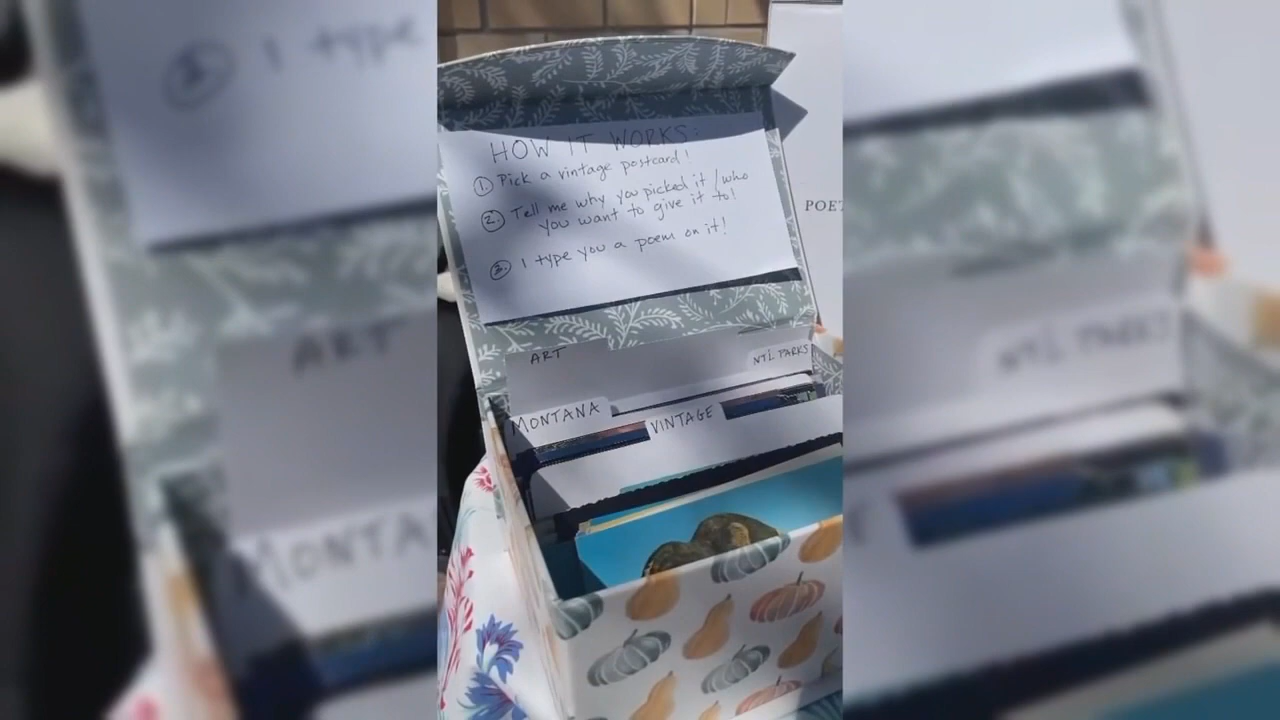 HOW IT WORKS:
1. Pick a vintage postcard!
2. Tell me why you picked it / who
you want to give it to!
3. I type you a poem on it!
POET
ART
NT'L PARKS
MONTANA
VINTAGE